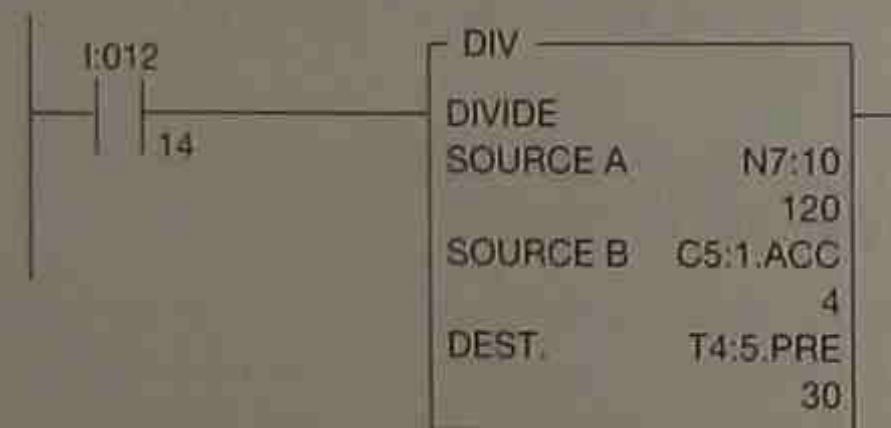 I:012
14
DIV
DIVIDE
SOURCE A N7:10
120
SOURCE B C5:1.ACC
4
DEST. T4:5.PRE
30